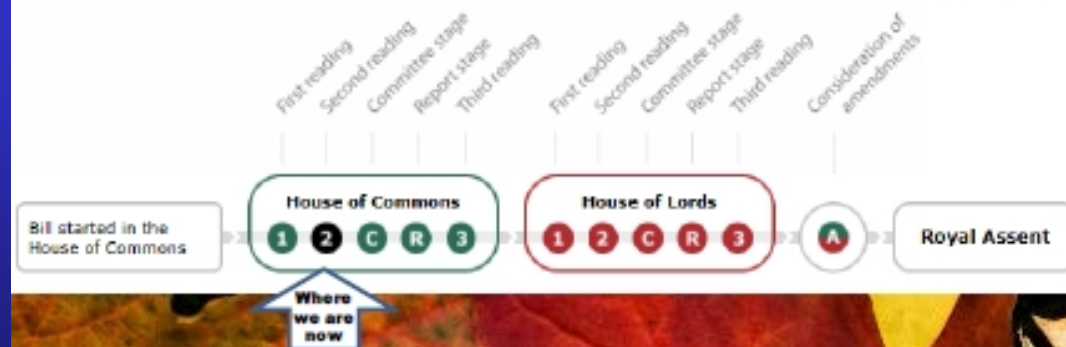 First reading
Second reading
Committee stage
Report stage
Third reading
First reading
Second reading
Committee stage
Report stage
Third reading
Consideration of
amendments
Bill started in the
House of Commons
House of Commons
1 2 C R 3
House of Lords
1 2 C R 3
A
Royal Assent
Where
we are
now